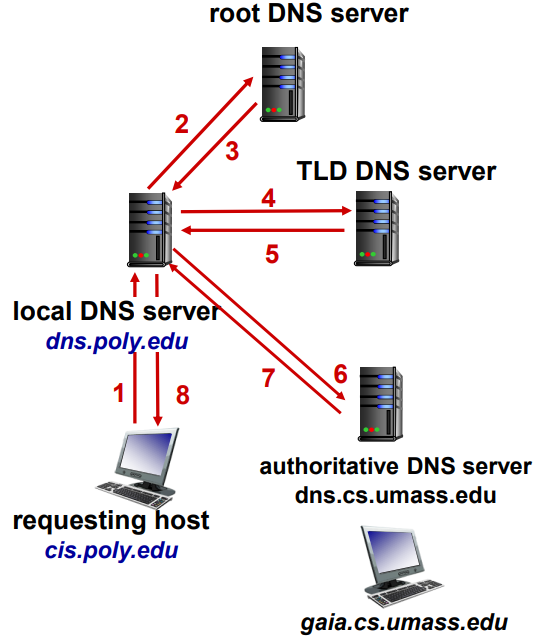 root DNS server
2
3
TLD DNS server
4
5
local DNS server
dns.poly.edu
1
8
7
6
authoritative DNS server
dns.cs.umass.edu
requesting host
cis.poly.edu
gaia.cs.umass.edu